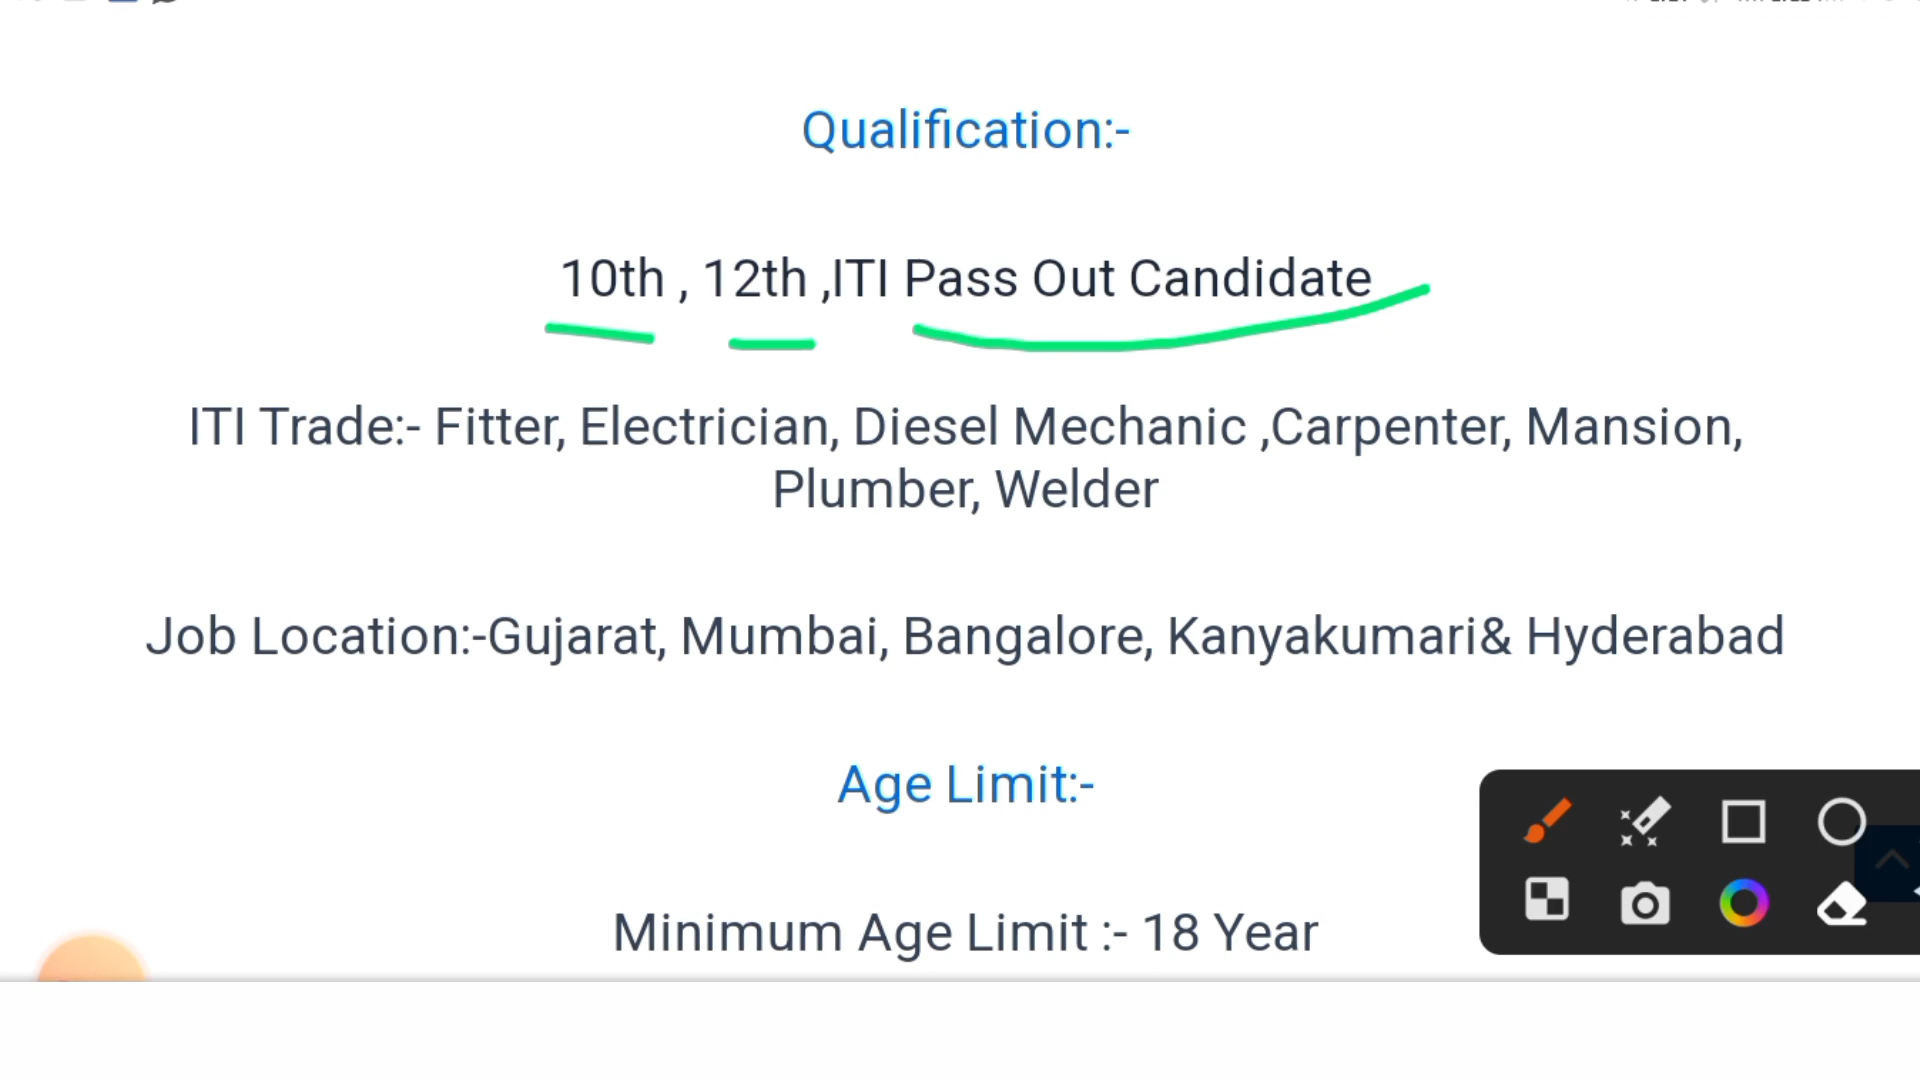 Qualification:-
10th , 12th ,ITI Pass Out Candidate
ITI Trade:- Fitter, Electrician, Diesel Mechanic ,Carpenter, Mansion,
Plumber, Welder
Job Location:-Gujarat, Mumbai, Bangalore, Kanyakumari& Hyderabad
Age Limit:-
Minimum Age Limit :- 18 Year